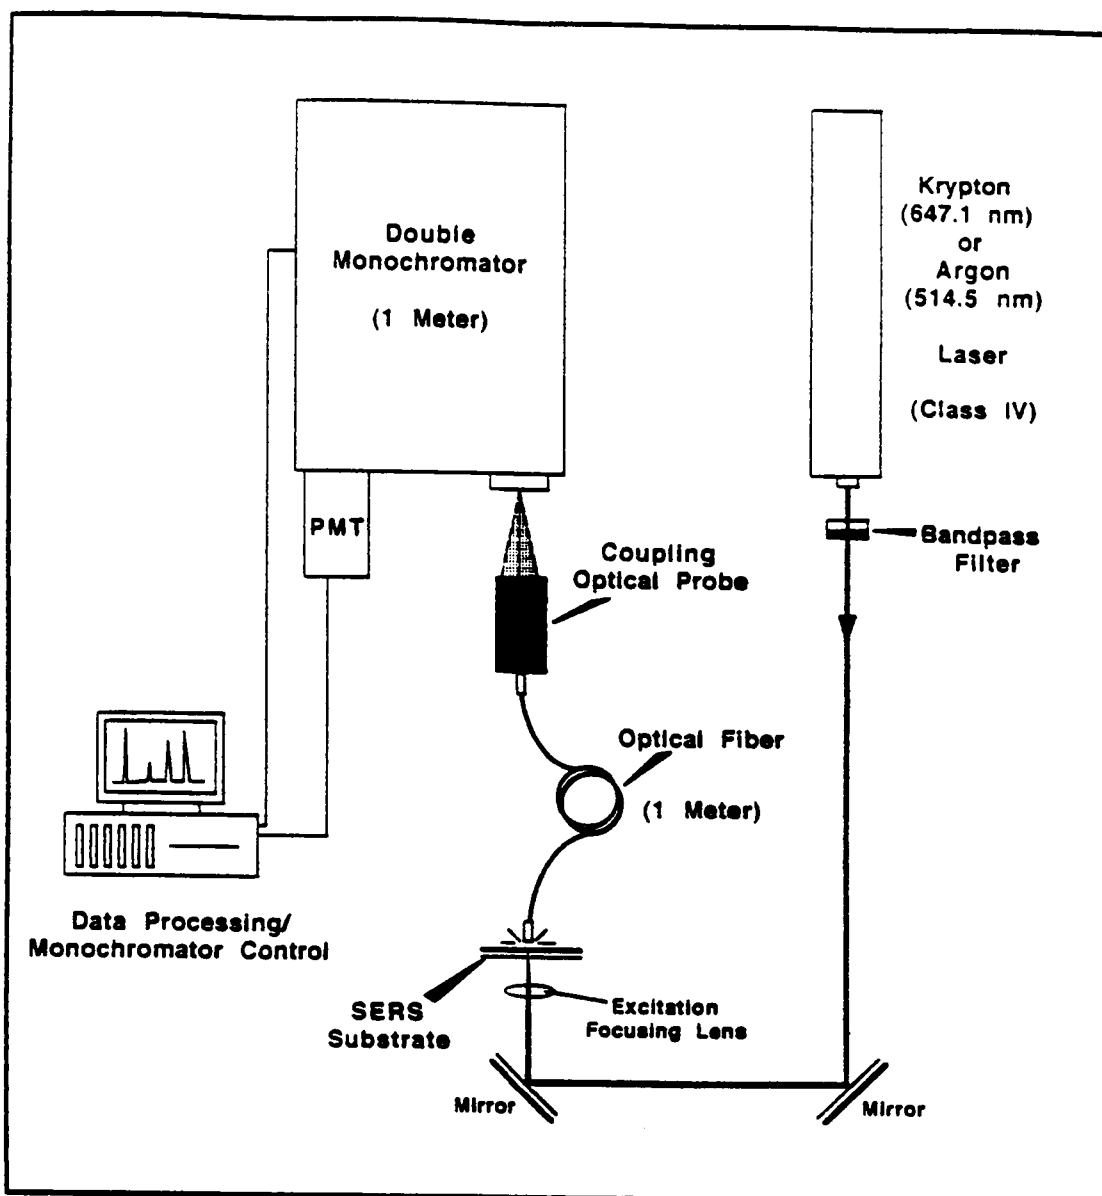 Double
Monochromator
(1 Meter)
Krypton
(647.1 nm)
or
Argon
(514.5 nm)
Laser
(Class IV)
PMT
Bandpass
Filter
Coupling
Optical Probe
Optical Fiber
(1 Meter)
Data Processing/
Monochromator Control
SERS
Substrate
Excitation
Focusing Lens
Mirror
Mirror